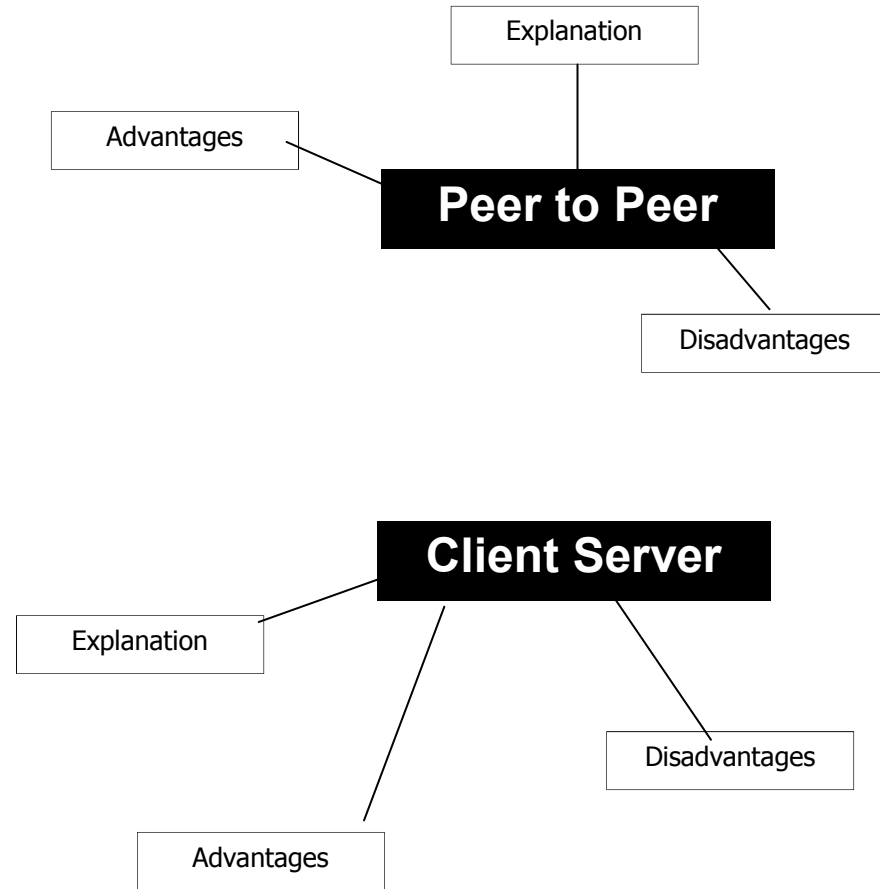 Explanation
Advantages
Peer to Peer
Disadvantages
Client Server
Explanation
Disadvantages
Advantages